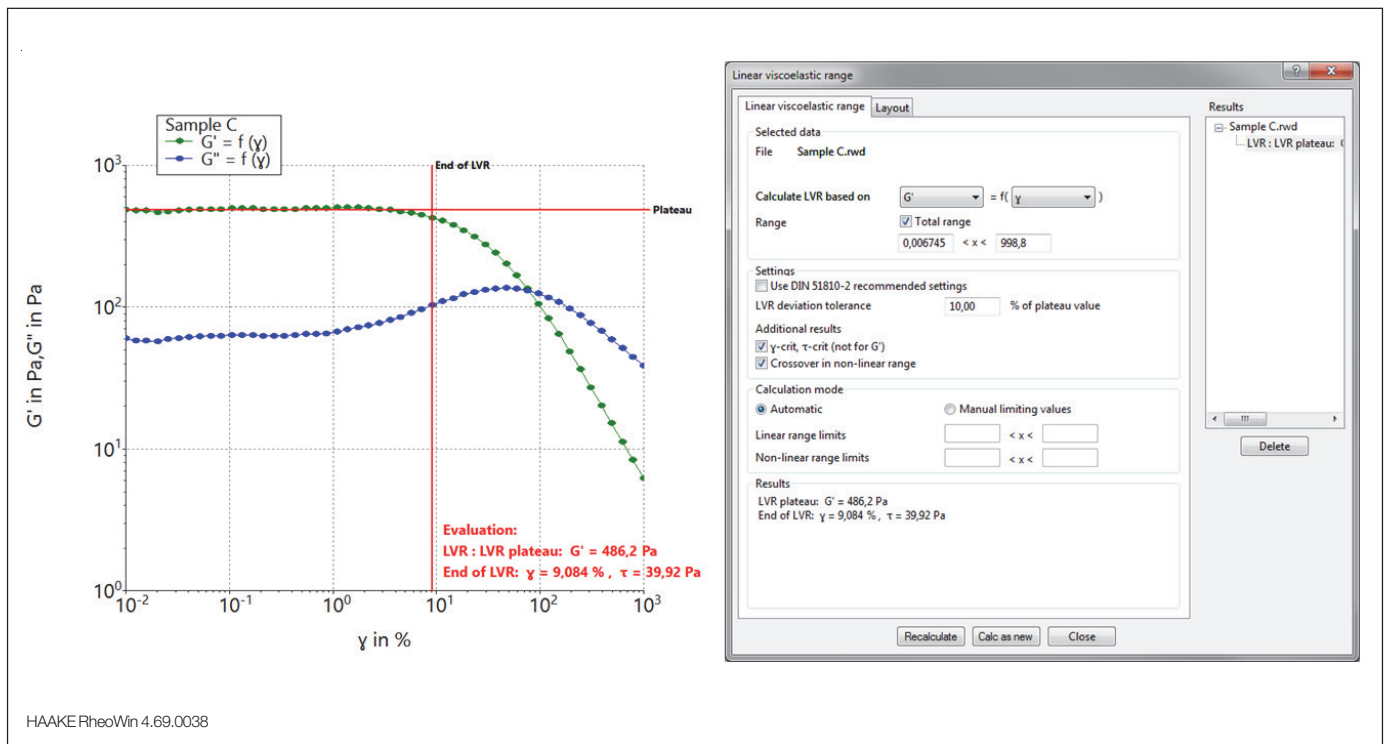 Sample C
G' = f (γ)
G" = f (γ)
End of LVR
Plateau
10³
10²
10¹
10⁰
G' in Pa,G" in Pa
10⁻² 10⁻¹ 10⁰ 10¹ 10² 10³
γ in %
Evaluation:
LVR : LVR plateau: G' = 486,2 Pa
End of LVR: γ = 9,084 % , τ = 39,92 Pa
HAAKE RheoWin 4.69.0038
Linear viscoelastic range
Linear viscoelastic range Layout
Selected data
File Sample C.rwd
Calculate LVR based on G' = f( γ )
Range Total range
0,006745 < x < 998,8
Settings
Use DIN 51810-2 recommended settings
LVR deviation tolerance 10,00 % of plateau value
Additional results
γ-crit, τ-crit (not for G')
Crossover in non-linear range
Calculation mode
Automatic Manual limiting values
Linear range limits < x <
Non-linear range limits < x <
Results
LVR plateau: G' = 486,2 Pa
End of LVR: γ = 9,084 % , τ = 39,92 Pa
Recalculate Calc as new Close
Results
Sample C.rwd
LVR : LVR plateau:
Delete